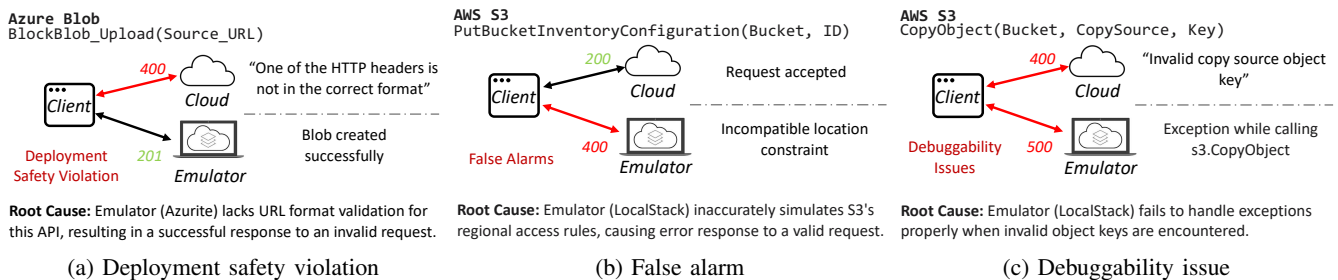 Azure Blob
BlockBlob_Upload(Source_URL)
400
Client
Cloud
"One of the HTTP headers is
not in the correct format"
201
Emulator
Blob created
successfully
Deployment
Safety Violation
Root Cause: Emulator (Azurite) lacks URL format validation for
this API, resulting in a successful response to an invalid request.
(a) Deployment safety violation
AWS S3
PutBucketInventoryConfiguration(Bucket, ID)
200
Client
Cloud
Request accepted
400
Emulator
Incompatible location
constraint
False Alarms
Root Cause: Emulator (LocalStack) inaccurately simulates S3's
regional access rules, causing error response to a valid request.
(b) False alarm
AWS S3
CopyObject(Bucket, CopySource, Key)
400
Client
Cloud
"Invalid copy source object
key"
500
Emulator
Exception while calling
s3.CopyObject
Debuggability
Issues
Root Cause: Emulator (LocalStack) fails to handle exceptions
properly when invalid object keys are encountered.
(c) Debuggability issue